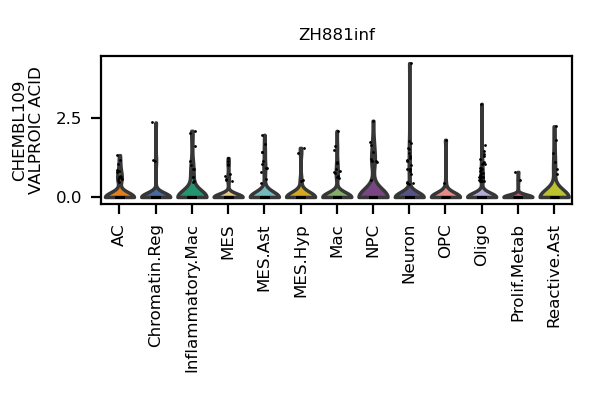 ZH881inf
CHEMBL109
VALPROIC ACID
2.5
0.0
AC
Chromatin.Reg
Inflammatory.Mac
MES
MES.Ast
MES.Hyp
Mac
NPC
Neuron
OPC
Oligo
Prolif.Metab
Reactive.Ast